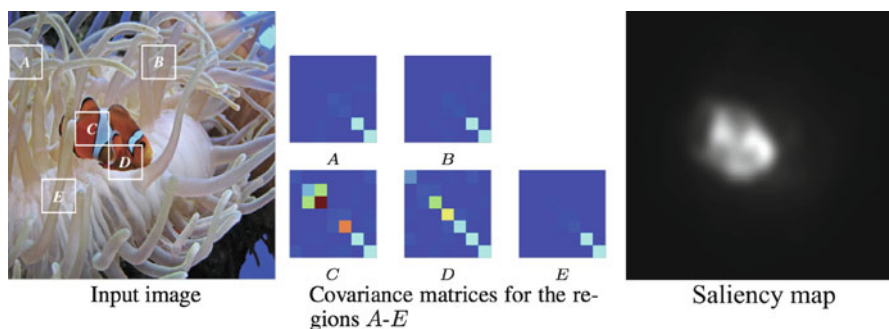 A
B
C
D
E
A
B
C
D
E
Input image
Covariance matrices for the re-
gions A-E
Saliency map